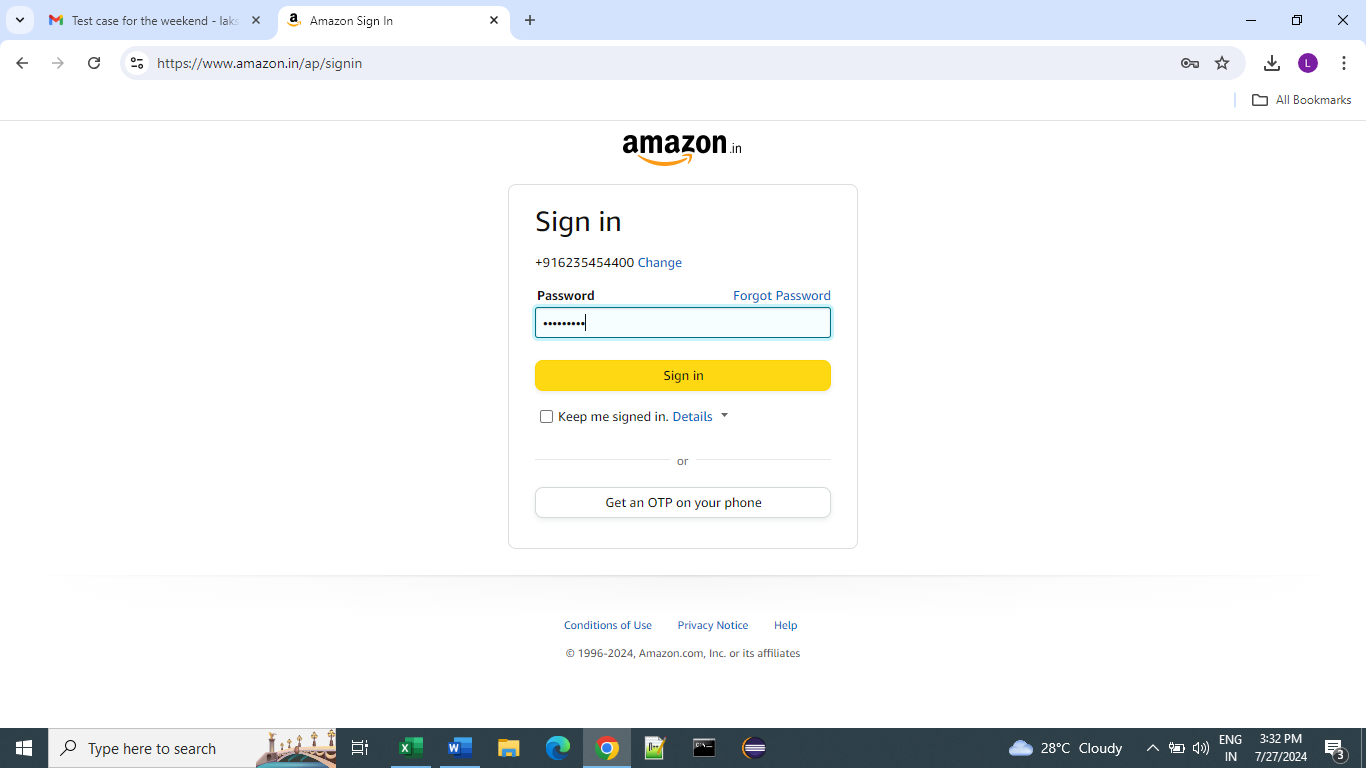 Test case for the weekend - laks
Amazon Sign In
https://www.amazon.in/ap/signin
L
All Bookmarks
amazon.in
Sign in
+916235454400 Change
Password Forgot Password
•••••••••
Sign in
Keep me signed in. Details
or
Get an OTP on your phone
Conditions of Use Privacy Notice Help
© 1996-2024, Amazon.com, Inc. or its affiliates
Type here to search
28°C Cloudy
ENG
IN
3:32 PM
7/27/2024
3